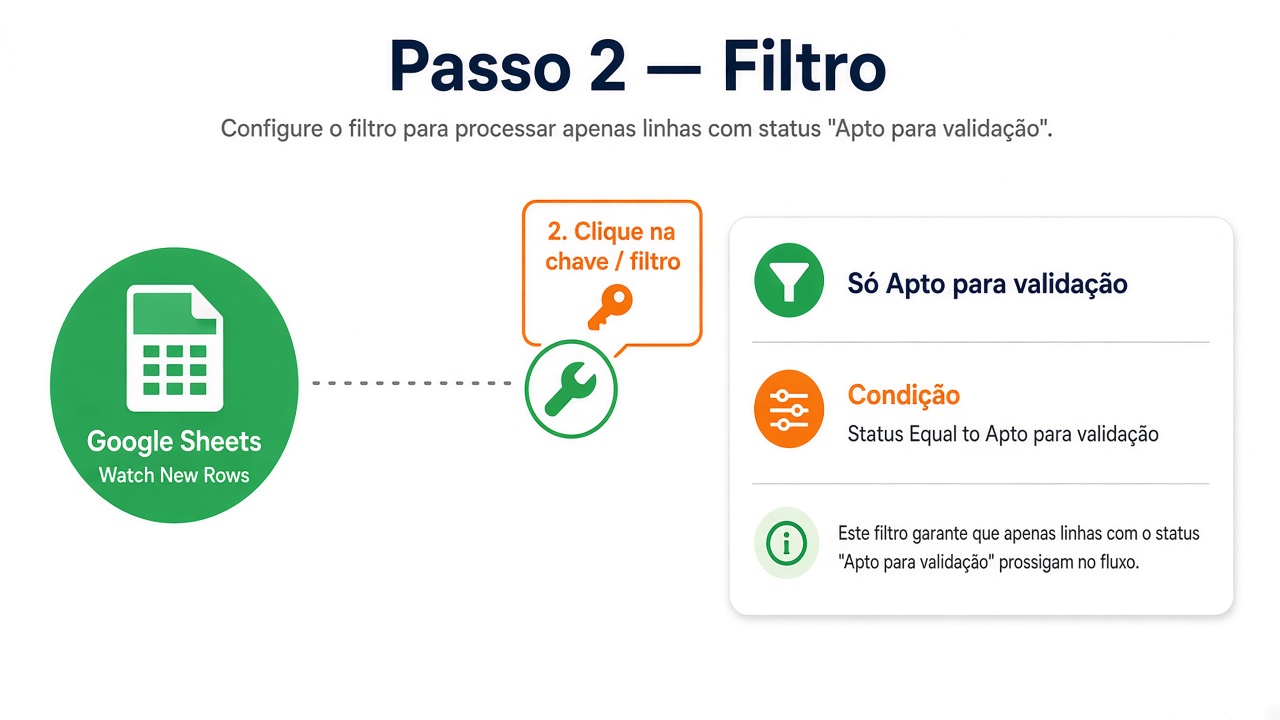 Passo 2 — Filtro
Configure o filtro para processar apenas linhas com status "Apto para validação".
2. Clique na
chave / filtro
Google Sheets
Watch New Rows
Só Apto para validação
Condição
Status Equal to Apto para validação
Este filtro garante que apenas linhas com o status
"Apto para validação" prossigam no fluxo.